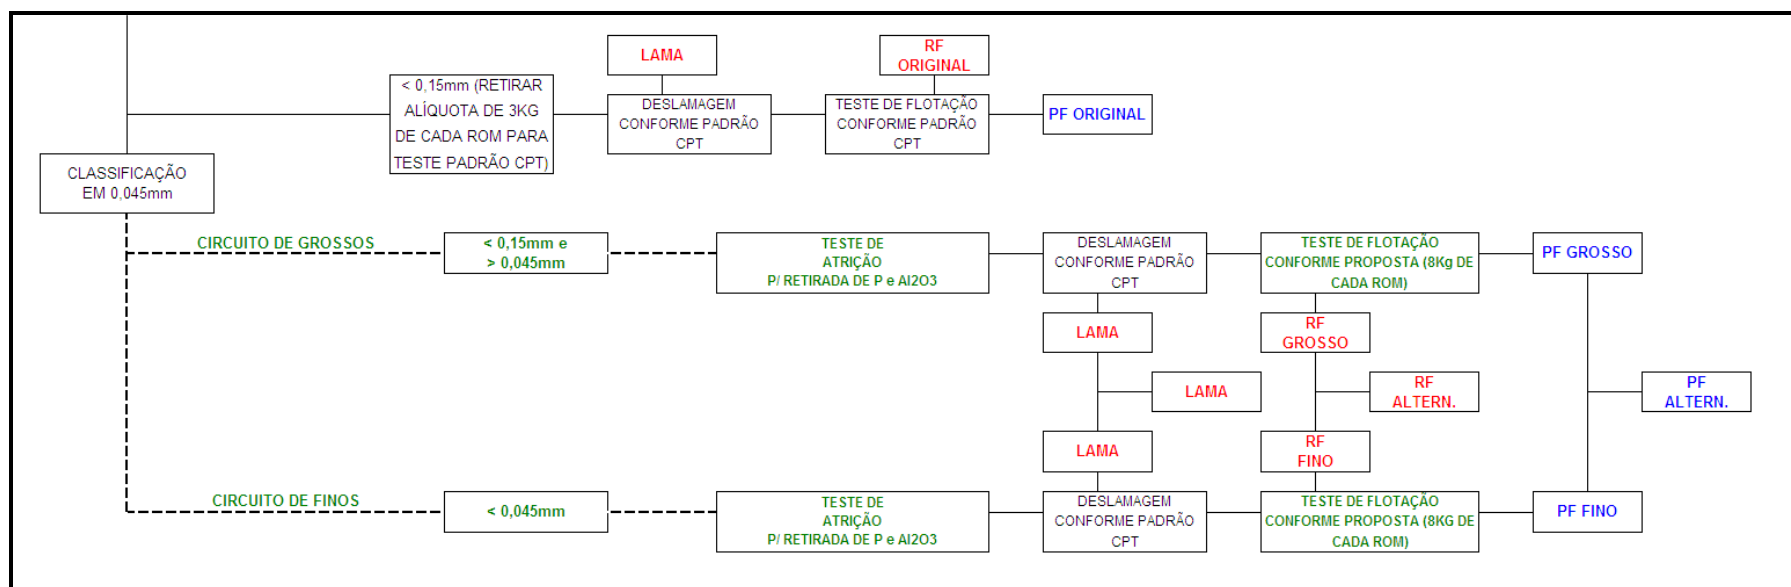 LAMA
RF
ORIGINAL
< 0,15mm (RETIRAR
ALÍQUOTA DE 3KG
DE CADA ROM PARA
TESTE PADRÃO CPT)
DESLAMAGEM
CONFORME PADRÃO
CPT
TESTE DE FLOTAÇÃO
CONFORME PADRÃO
CPT
PF ORIGINAL
CLASSIFICAÇÃO
EM 0,045mm
CIRCUITO DE GROSSOS
< 0,15mm e
> 0,045mm
TESTE DE
ATRIÇÃO
P/ RETIRADA DE P e Al2O3
DESLAMAGEM
CONFORME PADRÃO
CPT
TESTE DE FLOTAÇÃO
CONFORME PROPOSTA (8Kg DE
CADA ROM)
PF GROSSO
LAMA
RF
GROSSO
LAMA
RF
ALTERN.
PF
ALTERN.
LAMA
RF
FINO
CIRCUITO DE FINOS
< 0,045mm
TESTE DE
ATRIÇÃO
P/ RETIRADA DE P e Al2O3
DESLAMAGEM
CONFORME PADRÃO
CPT
TESTE DE FLOTAÇÃO
CONFORME PROPOSTA (8KG DE
CADA ROM)
PF FINO